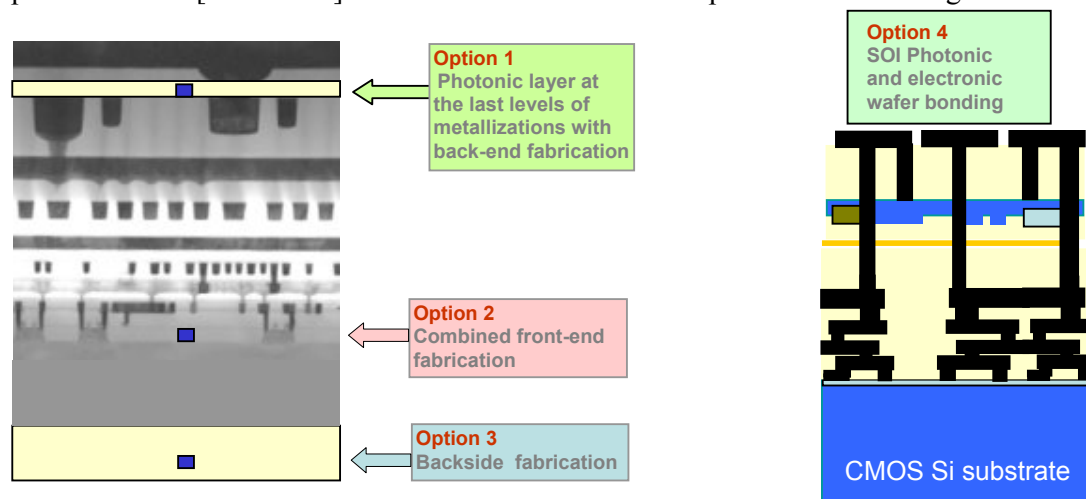 Option 1
Photonic layer at
the last levels of
metallizations with
back-end fabrication
Option 2
Combined front-end
fabrication
Option 3
Backside fabrication
Option 4
SOI Photonic
and electronic
wafer bonding
CMOS Si substrate